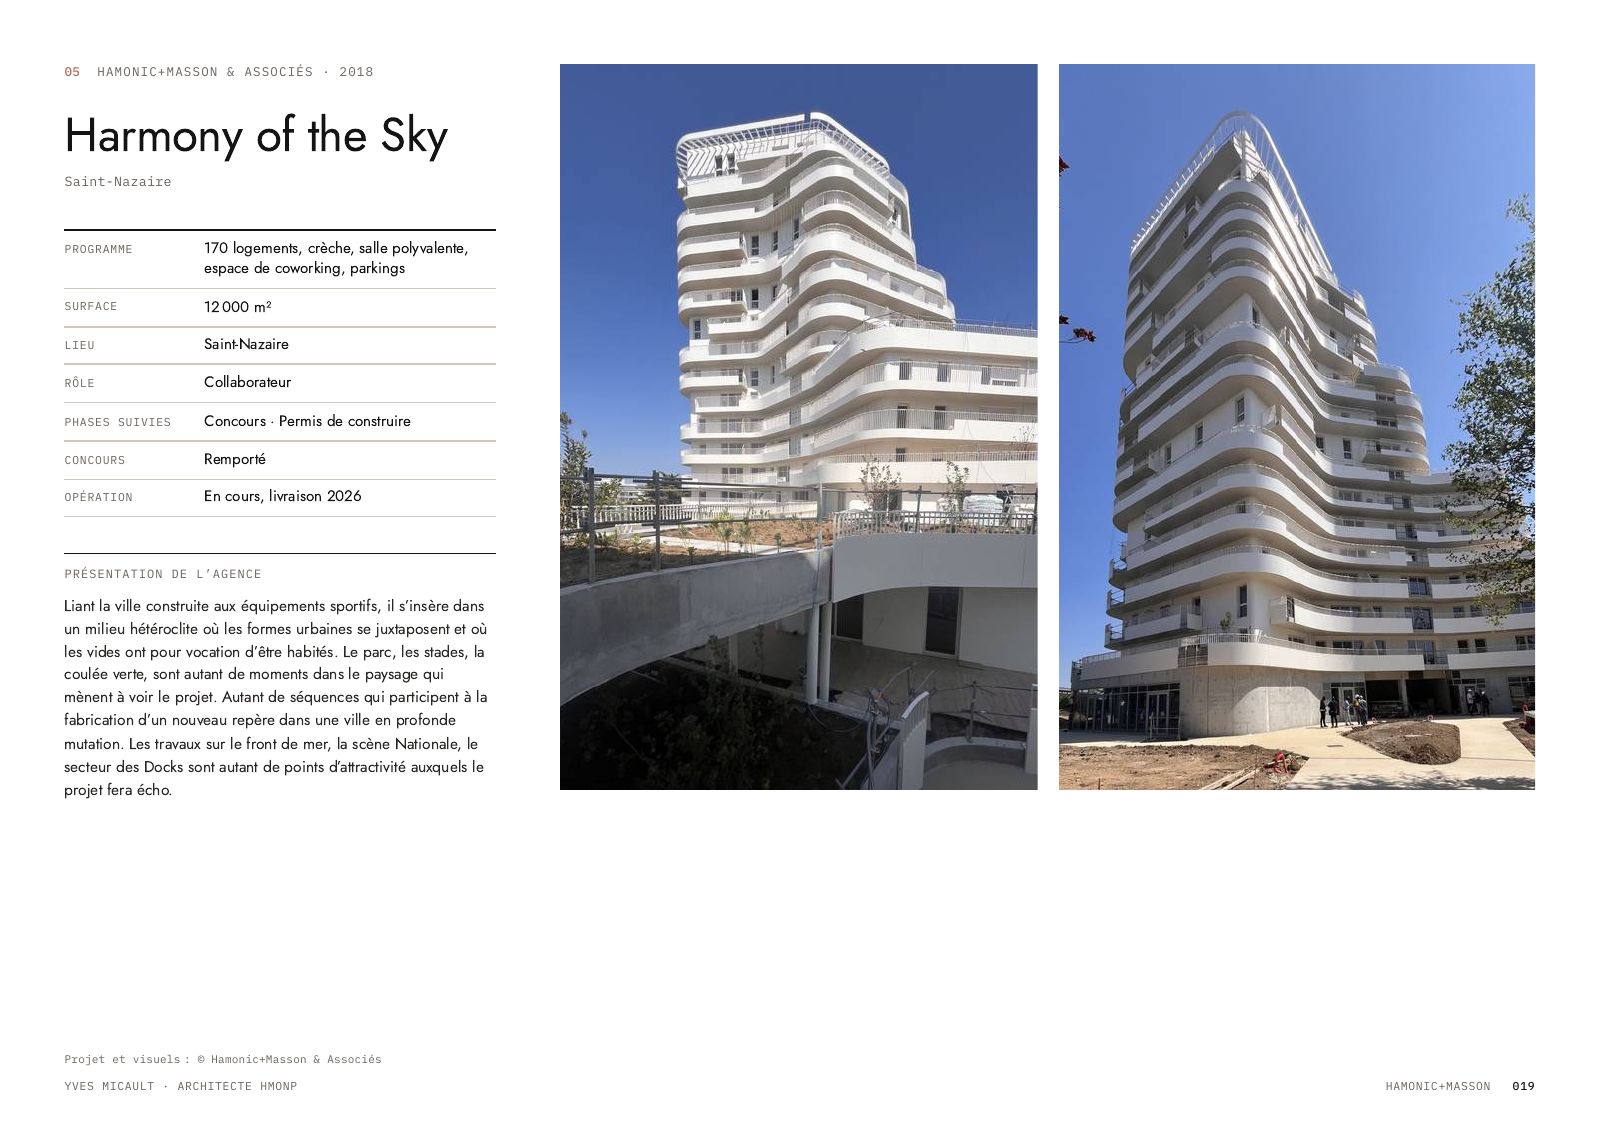 05 HAMONIC+MASSON & ASSOCIÉS · 2018
Harmony of the Sky
Saint-Nazaire
PROGRAMME 170 logements, crèche, salle polyvalente,
espace de coworking, parkings
SURFACE 12 000 m²
LIEU Saint-Nazaire
RÔLE Collaborateur
PHASES SUIVIES Concours · Permis de construire
CONCOURS Remporté
OPÉRATION En cours, livraison 2026
PRÉSENTATION DE L’AGENCE
Liant la ville construite aux équipements sportifs, il s’insère dans
un milieu hétéroclite où les formes urbaines se juxtaposent et où
les vides ont pour vocation d’être habités. Le parc, les stades, la
coulée verte, sont autant de moments dans le paysage qui
mènent à voir le projet. Autant de séquences qui participent à la
fabrication d’un nouveau repère dans une ville en profonde
mutation. Les travaux sur le front de mer, la scène Nationale, le
secteur des Docks sont autant de points d’attractivité auxquels le
projet fera écho.
Projet et visuels : © Hamonic+Masson & Associés
YVES MICAULT · ARCHITECTE HMONP
HAMONIC+MASSON 019